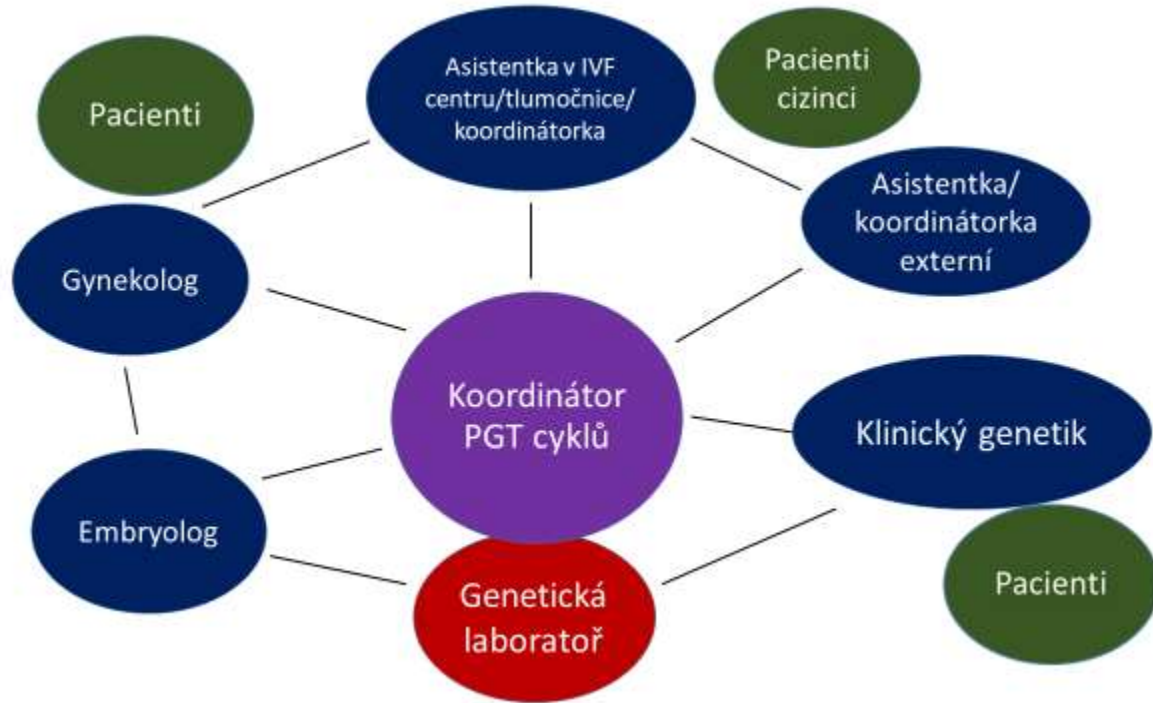 Asistentka v IVF
centru/tlumočnice/
koordinátorka
Pacienti
cizinci
Pacienti
Asistentka/
koordinátorka
externí
Gynekolog
Koordinátor
PGT cyklů
Klinický genetik
Embryolog
Genetická
laboratoř
Pacienti